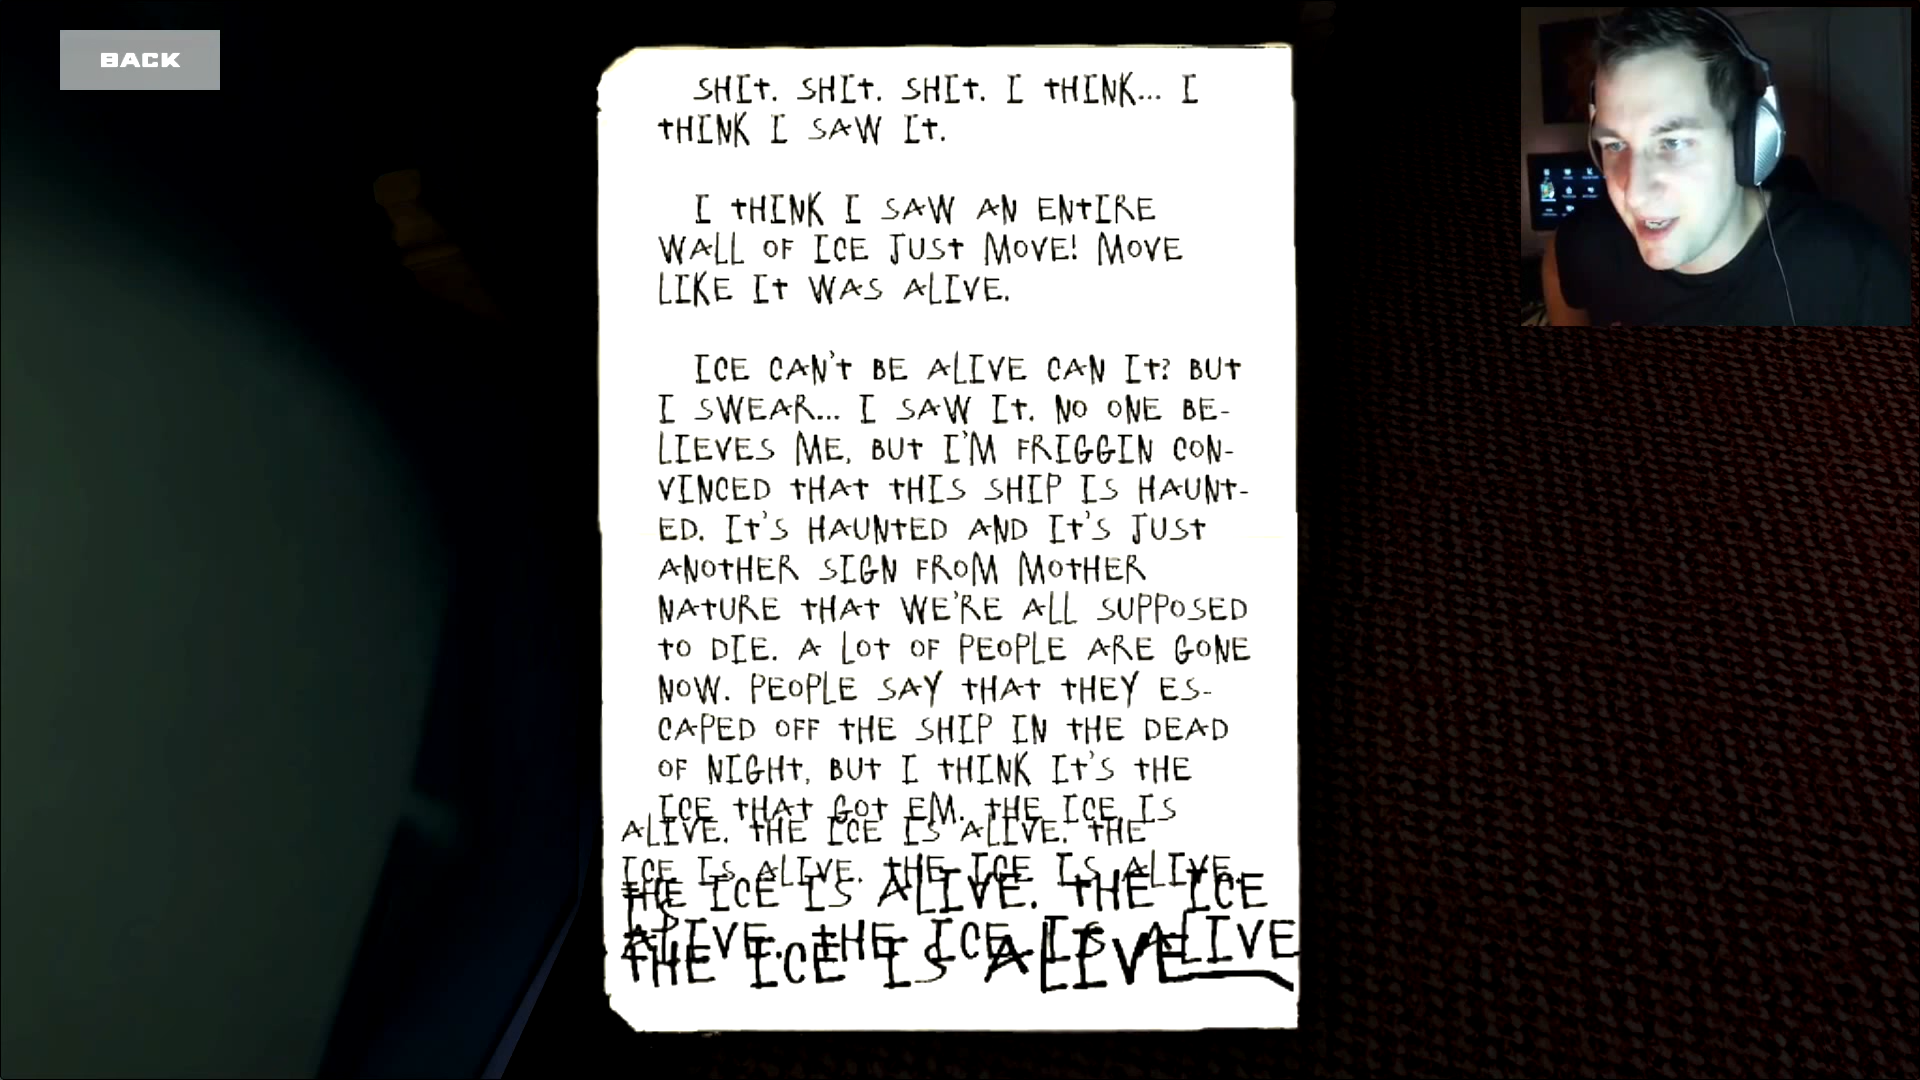 BACK
SHIT. SHIT. SHIT. I THINK... I
THINK I SAW IT.
I THINK I SAW AN ENTIRE
WALL OF ICE JUST MOVE! MOVE
LIKE IT WAS ALIVE.
ICE CAN'T BE ALIVE CAN IT? BUT
I SWEAR... I SAW IT. NO ONE BE-
LIEVES ME, BUT I'M FRIGGIN CON-
VINCED THAT THIS SHIP IS HAUNT-
ED. IT'S HAUNTED AND IT'S JUST
ANOTHER SIGN FROM MOTHER
NATURE THAT WE'RE ALL SUPPOSED
TO DIE. A LOT OF PEOPLE ARE GONE
NOW. PEOPLE SAY THAT THEY ES-
CAPED OFF THE SHIP IN THE DEAD
OF NIGHT, BUT I THINK IT'S THE
ICE THAT GOT EM. THE ICE IS
ALIVE. THE ICE IS ALIVE. THE
ICE IS ALIVE. THE ICE IS ALIVE.
THE ICE IS ALIVE. THE ICE
IS
ALIVE. THE ICE IS ALIVE
THE ICE IS ALIVE